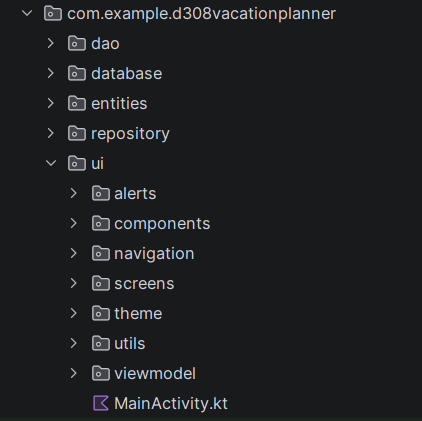 com.example.d308vacationplanner
dao
database
entities
repository
ui
alerts
components
navigation
screens
theme
utils
viewmodel
MainActivity.kt